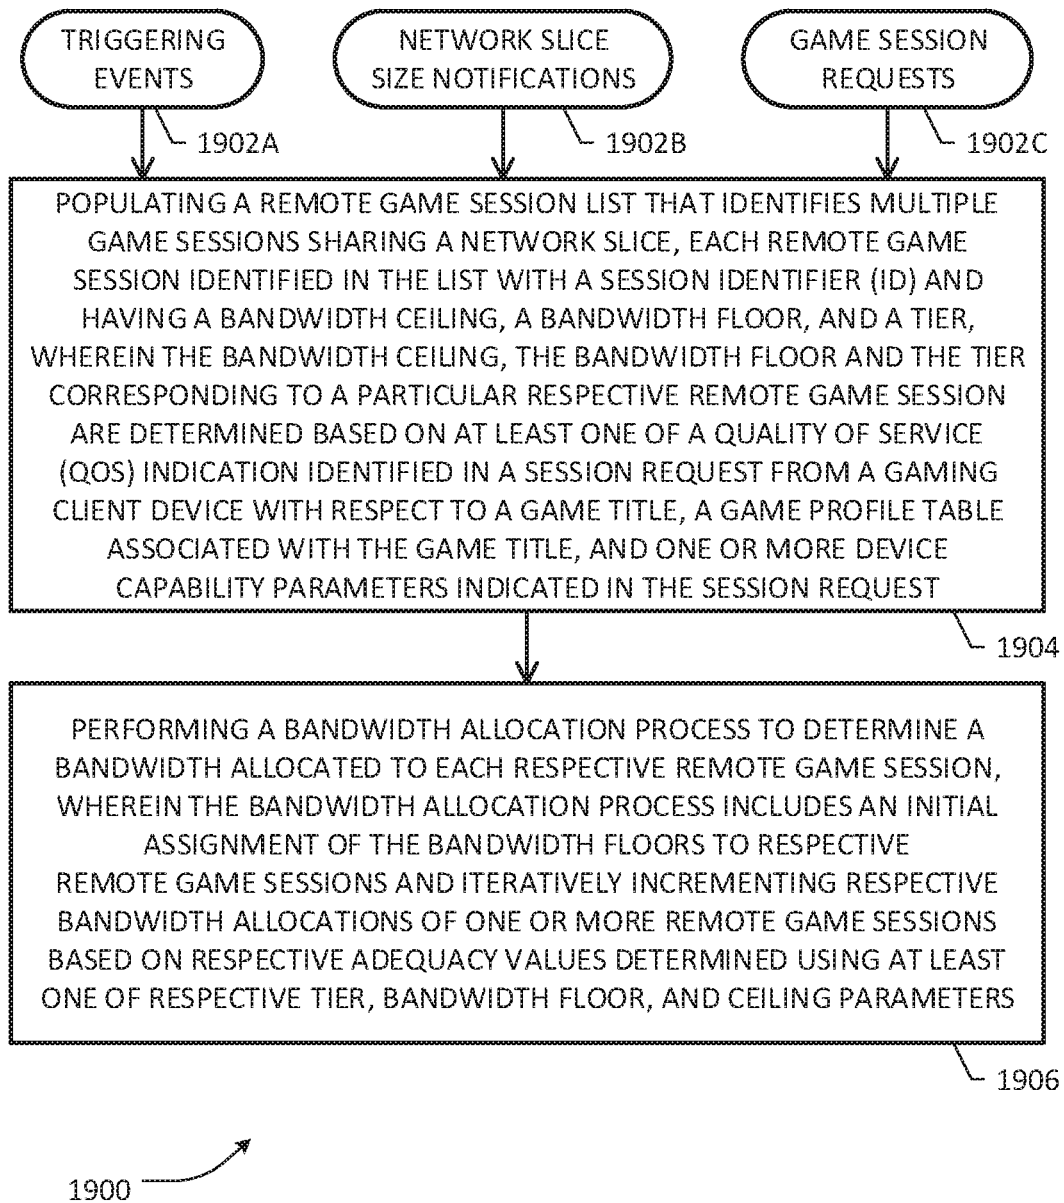 TRIGGERING
EVENTS
NETWORK SLICE
SIZE NOTIFICATIONS
GAME SESSION
REQUESTS
1902A
1902B
1902C
POPULATING A REMOTE GAME SESSION LIST THAT IDENTIFIES MULTIPLE
GAME SESSIONS SHARING A NETWORK SLICE, EACH REMOTE GAME
SESSION IDENTIFIED IN THE LIST WITH A SESSION IDENTIFIER (ID) AND
HAVING A BANDWIDTH CEILING, A BANDWIDTH FLOOR, AND A TIER,
WHEREIN THE BANDWIDTH CEILING, THE BANDWIDTH FLOOR AND THE TIER
CORRESPONDING TO A PARTICULAR RESPECTIVE REMOTE GAME SESSION
ARE DETERMINED BASED ON AT LEAST ONE OF A QUALITY OF SERVICE
(QOS) INDICATION IDENTIFIED IN A SESSION REQUEST FROM A GAMING
CLIENT DEVICE WITH RESPECT TO A GAME TITLE, A GAME PROFILE TABLE
ASSOCIATED WITH THE GAME TITLE, AND ONE OR MORE DEVICE
CAPABILITY PARAMETERS INDICATED IN THE SESSION REQUEST
1904
PERFORMING A BANDWIDTH ALLOCATION PROCESS TO DETERMINE A
BANDWIDTH ALLOCATED TO EACH RESPECTIVE REMOTE GAME SESSION,
WHEREIN THE BANDWIDTH ALLOCATION PROCESS INCLUDES AN INITIAL
ASSIGNMENT OF THE BANDWIDTH FLOORS TO RESPECTIVE
REMOTE GAME SESSIONS AND ITERATIVELY INCREMENTING RESPECTIVE
BANDWIDTH ALLOCATIONS OF ONE OR MORE REMOTE GAME SESSIONS
BASED ON RESPECTIVE ADEQUACY VALUES DETERMINED USING AT LEAST
ONE OF RESPECTIVE TIER, BANDWIDTH FLOOR, AND CEILING PARAMETERS
1906
1900